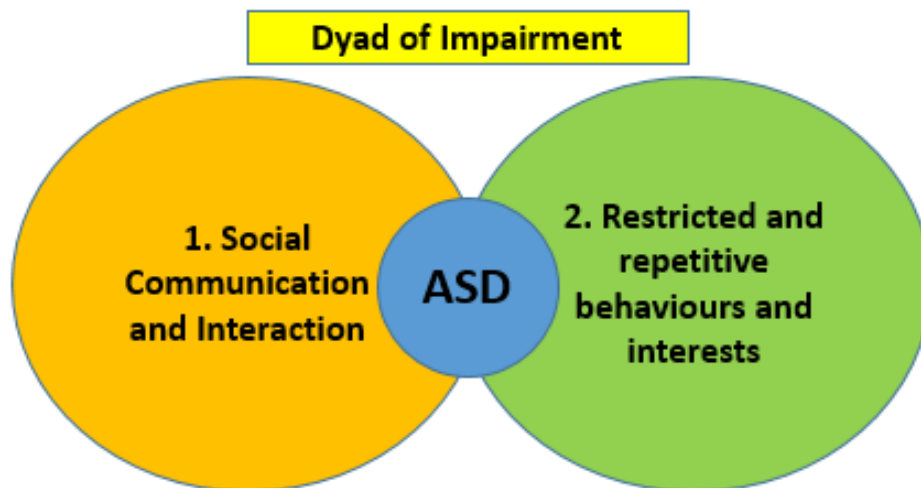 Dyad of Impairment
1. Social
Communication
and Interaction
ASD
2. Restricted and
repetitive
behaviours and
interests